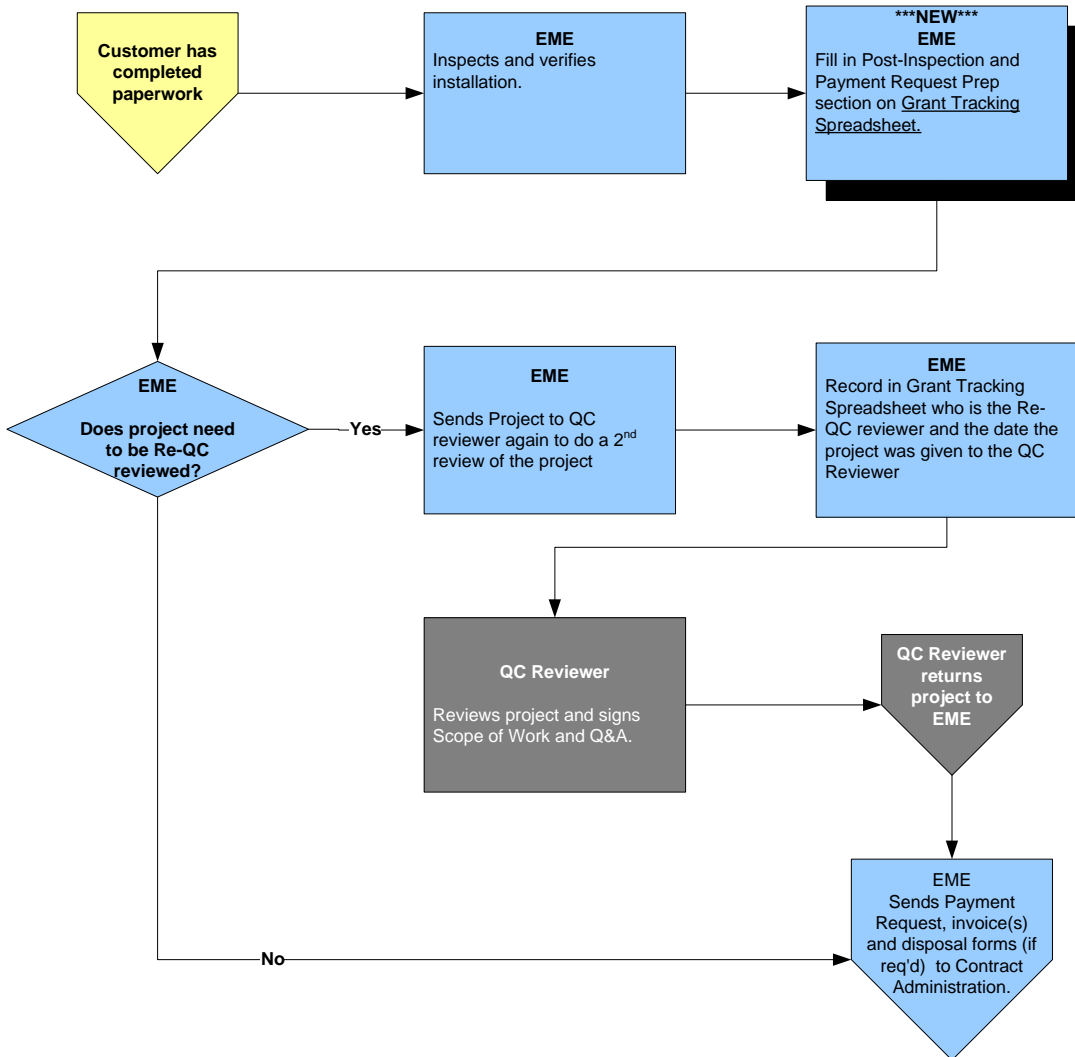 Customer has
completed
paperwork
EME
Inspects and verifies
installation.
***NEW***
EME
Fill in Post-Inspection and
Payment Request Prep
section on Grant Tracking
Spreadsheet.
EME
Does project need
to be Re-QC
reviewed?
Yes
EME
Sends Project to QC
reviewer again to do a 2nd
review of the project
EME
Record in Grant Tracking
Spreadsheet who is the Re-
QC reviewer and the date the
project was given to the QC
Reviewer
QC Reviewer
Reviews project and signs
Scope of Work and Q&A.
QC Reviewer
returns
project to
EME
No
EME
Sends Payment
Request, invoice(s)
and disposal forms (if
req'd) to Contract
Administration.